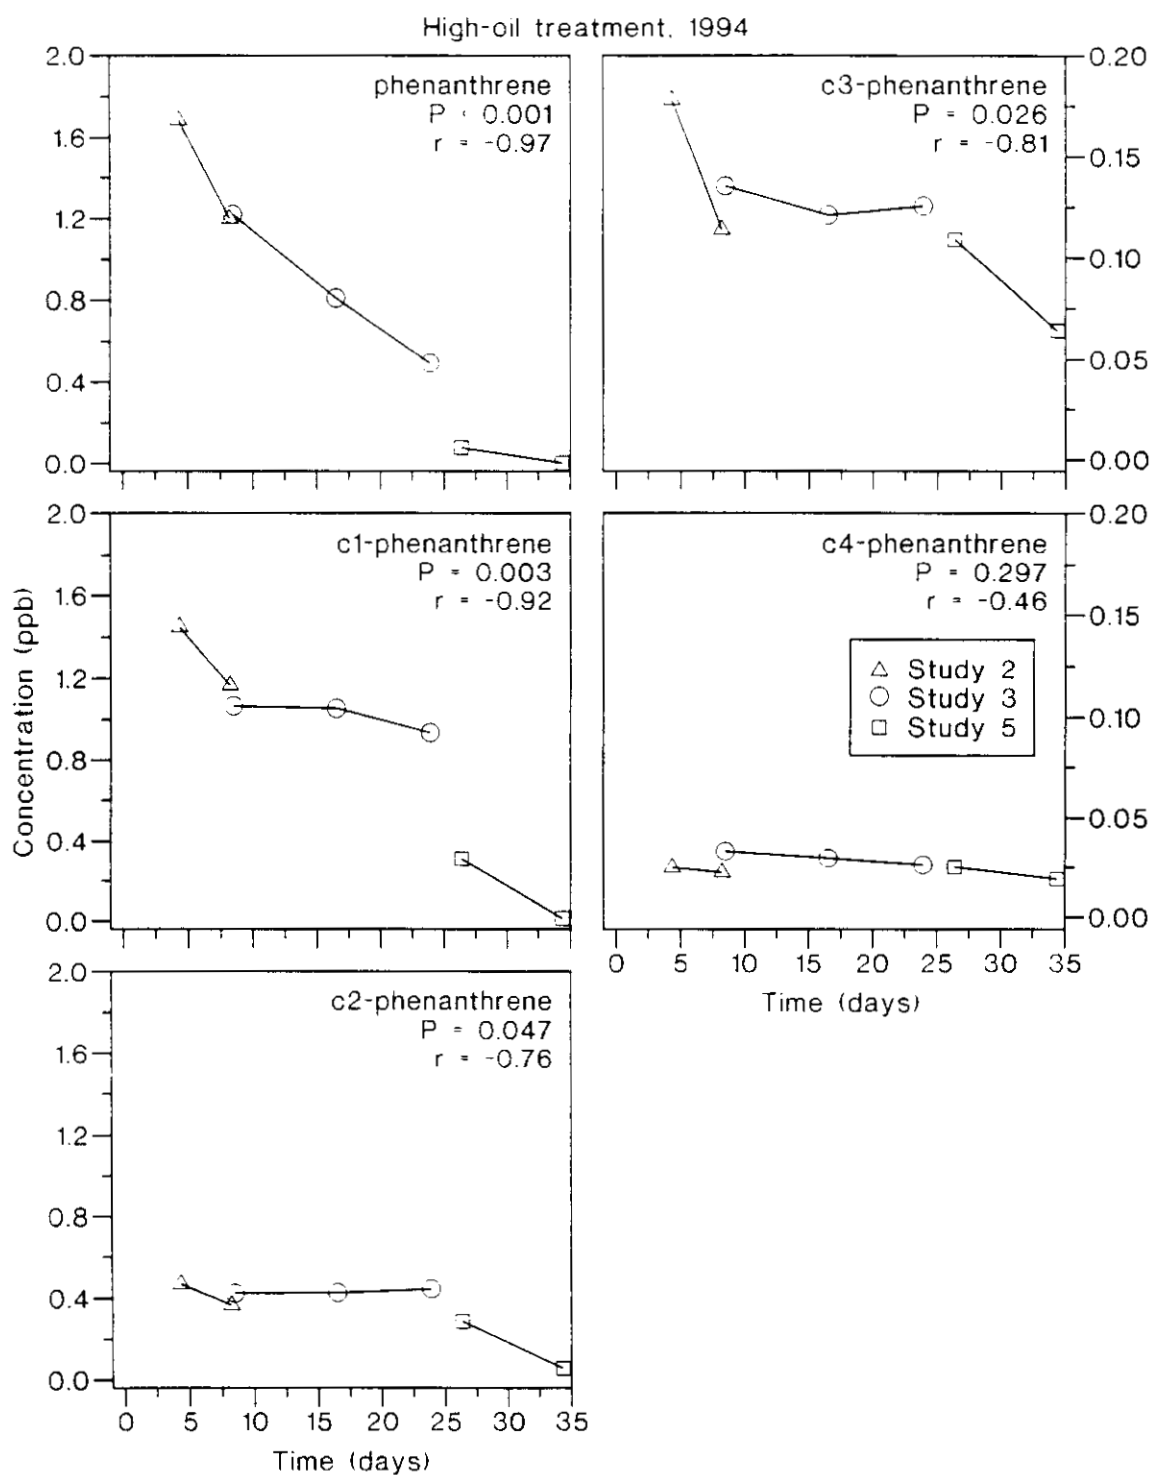 High-oil treatment, 1994
phenanthrene
P < 0.001
r = -0.97
2.0
1.6
1.2
0.8
0.4
0.0
c3-phenanthrene
P = 0.026
r = -0.81
0.20
0.15
0.10
0.05
0.00
c1-phenanthrene
P = 0.003
r = -0.92
2.0
1.6
1.2
0.8
0.4
0.0
Concentration (ppb)
c4-phenanthrene
P = 0.297
r = -0.46
Study 2
Study 3
Study 5
0.20
0.15
0.10
0.05
0.00
0 5 10 15 20 25 30 35
Time (days)
c2-phenanthrene
P = 0.047
r = -0.76
2.0
1.6
1.2
0.8
0.4
0.0
0 5 10 15 20 25 30 35
Time (days)